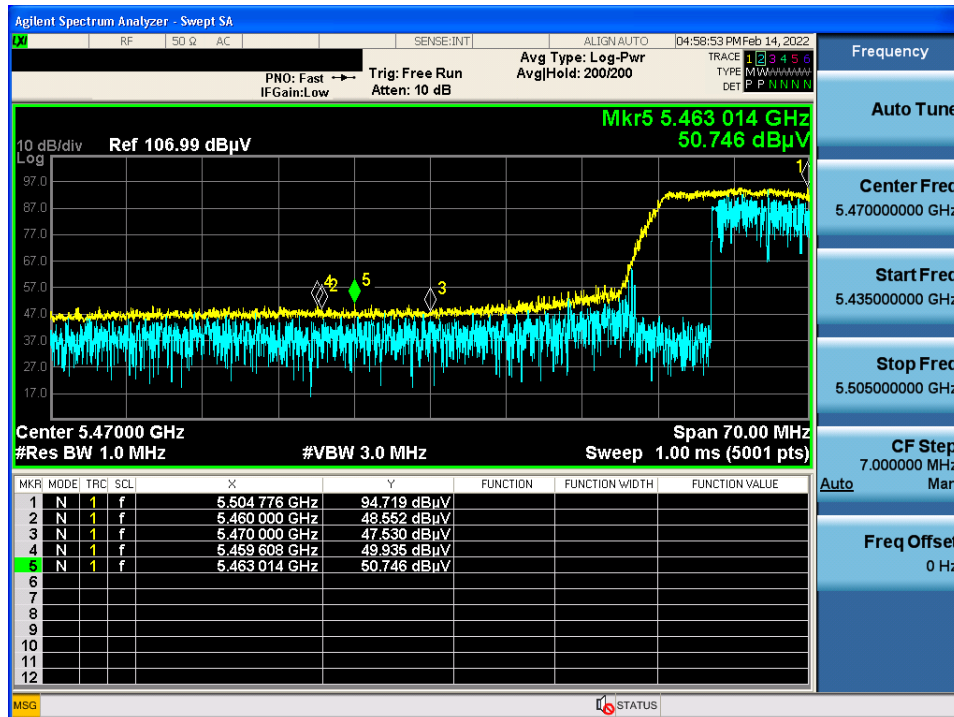 Agilent Spectrum Analyzer - Swept SA
LXI RF 50 Ω AC SENSE:INT ALIGN AUTO 04:58:53 PM Feb 14, 2022
PNO: Fast Trig: Free Run Avg Type: Log-Pwr TRACE 1 2 3 4 5 6
IFGain:Low Atten: 10 dB Avg|Hold: 200/200 TYPE M W W W W W
DET P P N N N N
Mkr5 5.463 014 GHz
50.746 dBµV
10 dB/div Ref 106.99 dBµV
Log
97.0
87.0
77.0
67.0
57.0
47.0
37.0
27.0
17.0
1
4 2 5 3
Center 5.47000 GHz Span 70.00 MHz
#Res BW 1.0 MHz #VBW 3.0 MHz Sweep 1.00 ms (5001 pts)
MKR MODE TRC SCL X Y FUNCTION FUNCTION WIDTH FUNCTION VALUE
1 N 1 f 5.504 776 GHz 94.719 dBµV
2 N 1 f 5.460 000 GHz 48.552 dBµV
3 N 1 f 5.470 000 GHz 47.530 dBµV
4 N 1 f 5.459 608 GHz 49.935 dBµV
5 N 1 f 5.463 014 GHz 50.746 dBµV
6
7
8
9
10
11
12
MSG STATUS
Frequency
Auto Tune
Center Freq
5.470000000 GHz
Start Freq
5.435000000 GHz
Stop Freq
5.505000000 GHz
CF Step
7.000000 MHz
Auto Man
Freq Offset
0 Hz